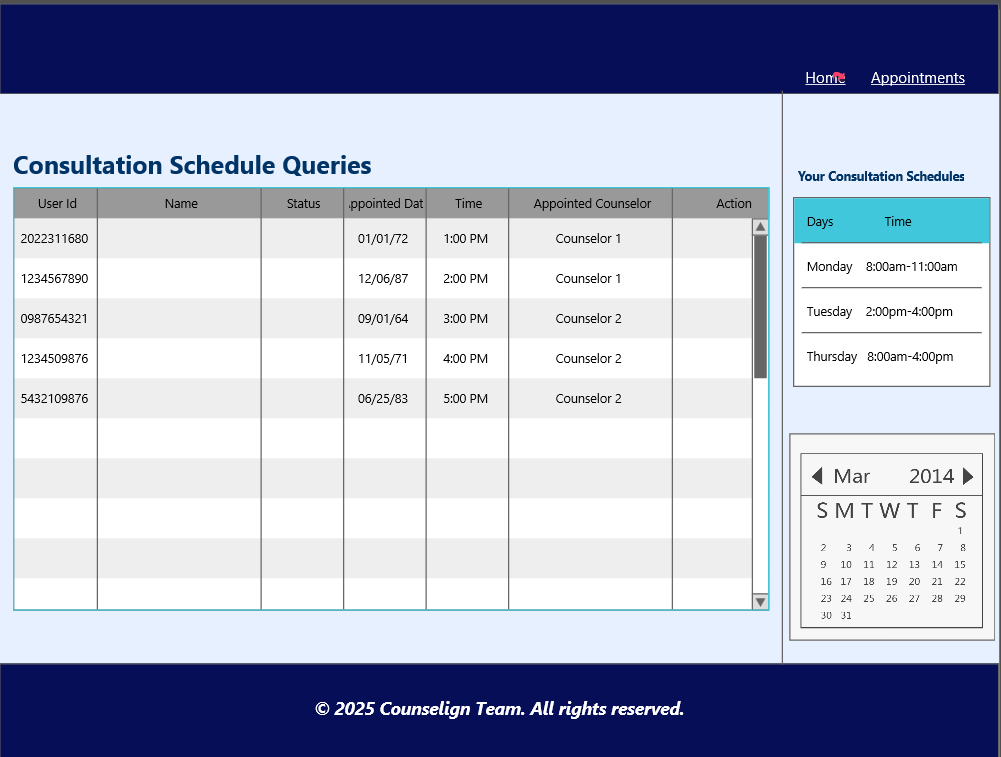 Home Appointments
Consultation Schedule Queries
User Id Name Status ppointed Dat Time Appointed Counselor Action
2022311680 01/01/72 1:00 PM Counselor 1
1234567890 12/06/87 2:00 PM Counselor 1
0987654321 09/01/64 3:00 PM Counselor 2
1234509876 11/05/71 4:00 PM Counselor 2
5432109876 06/25/83 5:00 PM Counselor 2
Your Consultation Schedules
Days Time
Monday 8:00am-11:00am
Tuesday 2:00pm-4:00pm
Thursday 8:00am-4:00pm
Mar 2014
S M T W T F S
1
2 3 4 5 6 7 8
9 10 11 12 13 14 15
16 17 18 19 20 21 22
23 24 25 26 27 28 29
30 31
© 2025 Counselign Team. All rights reserved.